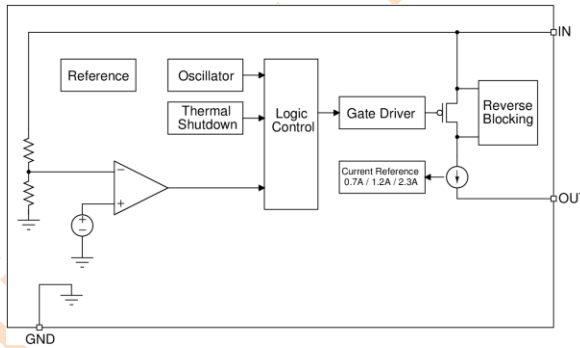 IN
Reference
Oscillator
Thermal
Shutdown
Logic
Control
Gate Driver
Reverse
Blocking
Current Reference
0.7A / 1.2A / 2.3A
OUT
GND